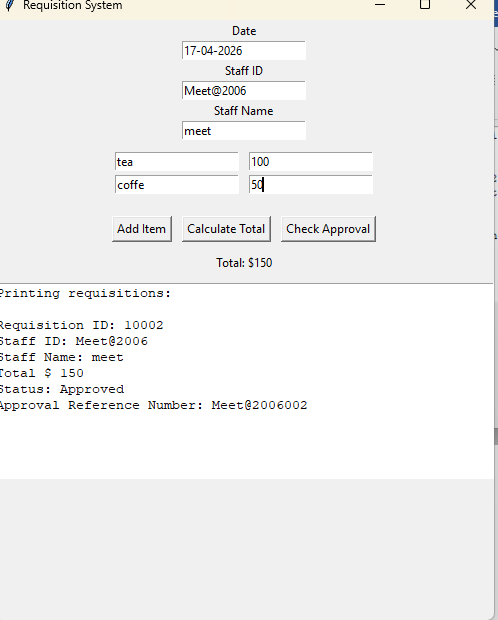 Requisition System
Date
17-04-2026
Staff ID
Meet@2006
Staff Name
meet
tea 100
coffe 50
Add Item Calculate Total Check Approval
Total: $150
Printing requisitions:
Requisition ID: 10002
Staff ID: Meet@2006
Staff Name: meet
Total $ 150
Status: Approved
Approval Reference Number: Meet@2006002